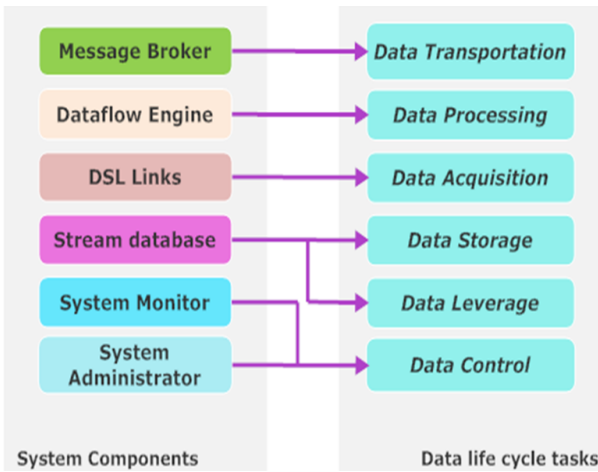 Message Broker
Data Transportation
Dataflow Engine
Data Processing
DSL Links
Data Acquisition
Stream database
Data Storage
System Monitor
Data Leverage
System
Administrator
Data Control
System Components
Data life cycle tasks